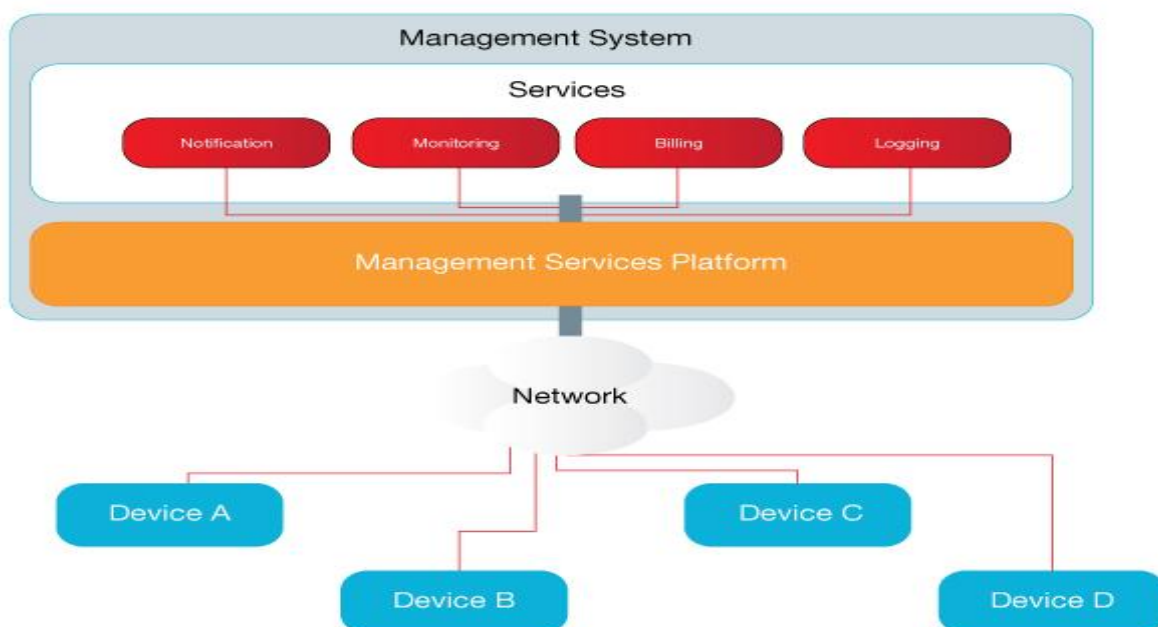 Management System
Services
Notification
Monitoring
Billing
Logging
Management Services Platform
Network
Device A
Device C
Device B
Device D